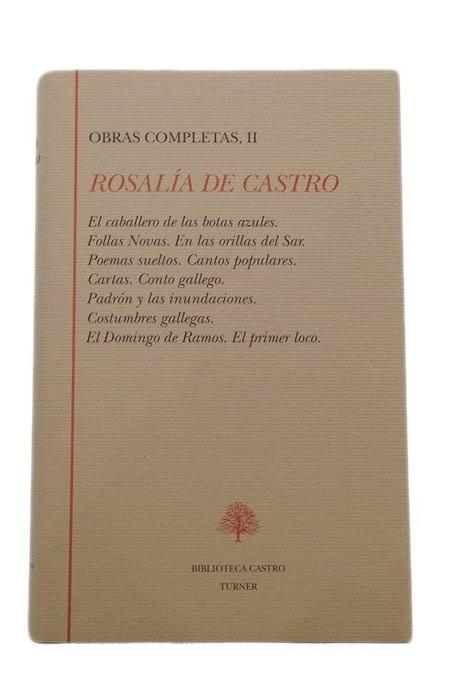 OBRAS COMPLETAS, II
ROSALÍA DE CASTRO
El caballero de las botas azules.
Follas Novas. En las orillas del Sar.
Poemas sueltos. Cantos populares.
Cartas. Conto gallego.
Padrón y las inundaciones.
Costumbres gallegas.
El Domingo de Ramos. El primer loco.
BIBLIOTECA CASTRO
TURNER